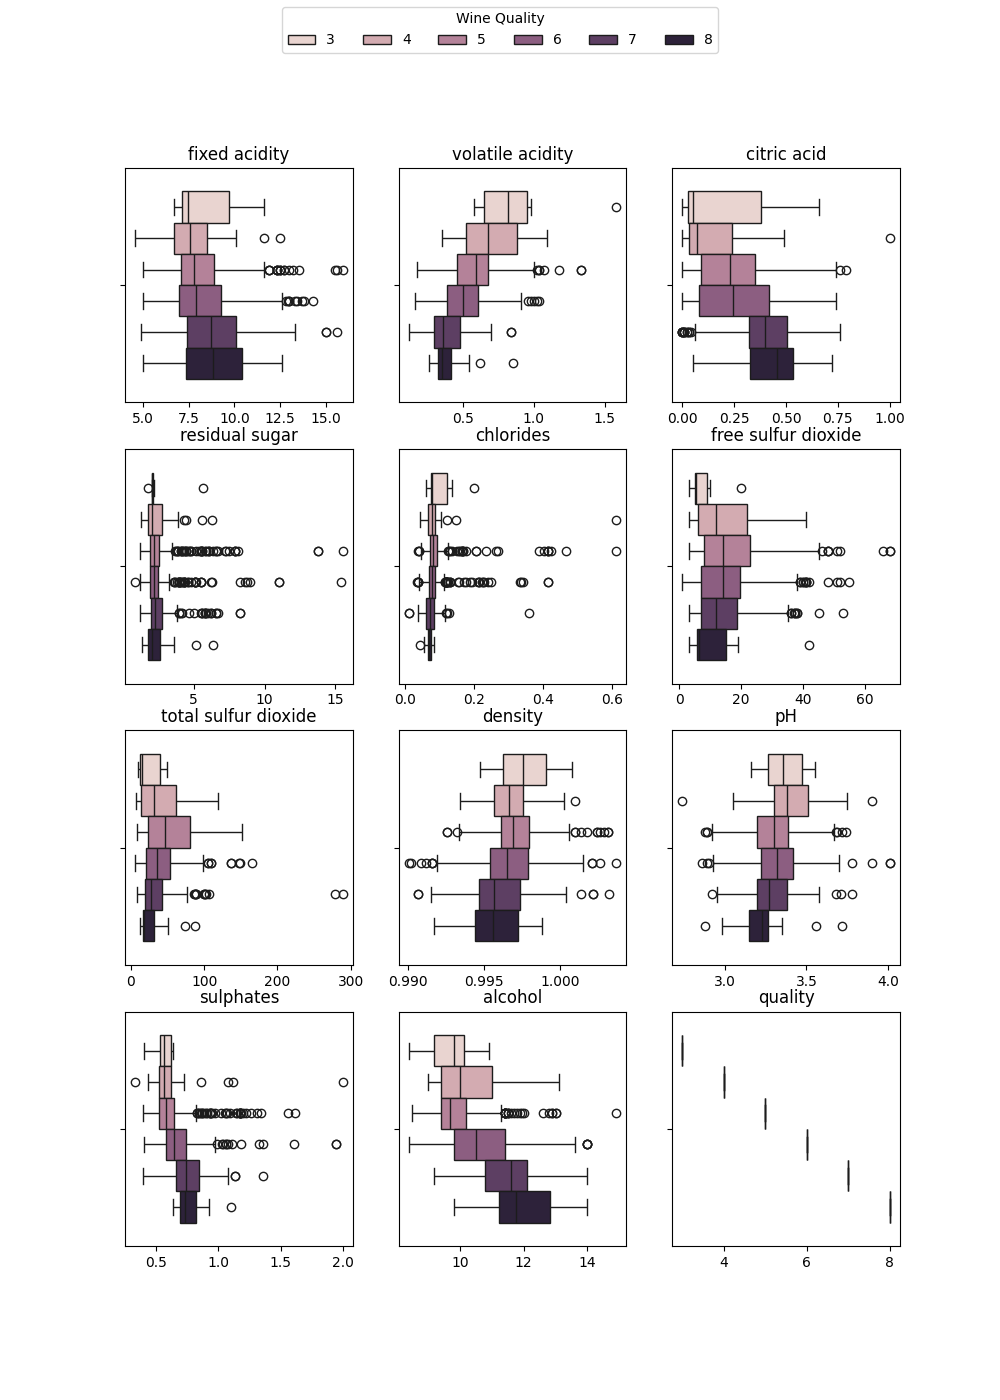 Wine Quality
3 4 5 6 7 8
fixed acidity volatile acidity citric acid
5.0 7.5 10.0 12.5 15.0 0.5 1.0 1.5 0.00 0.25 0.50 0.75 1.00
residual sugar chlorides free sulfur dioxide
5 10 15 0.0 0.2 0.4 0.6 0 20 40 60
total sulfur dioxide density pH
0 100 200 300 0.990 0.995 1.000 3.0 3.5 4.0
sulphates alcohol quality
0.5 1.0 1.5 2.0 10 12 14 4 6 8